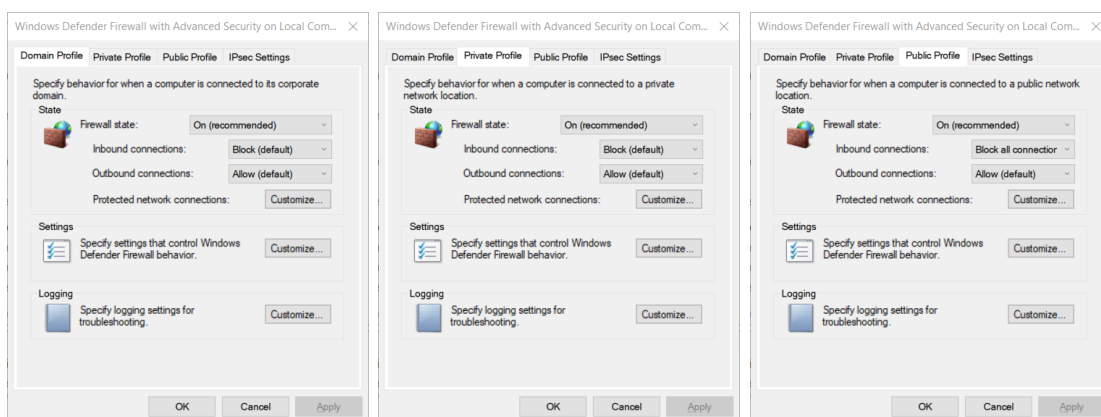 Windows Defender Firewall with Advanced Security on Local Com...
Domain Profile Private Profile Public Profile IPsec Settings
Specify behavior for when a computer is connected to its corporate
domain.
State
Firewall state: On (recommended)
Inbound connections: Block (default)
Outbound connections: Allow (default)
Protected network connections: Customize...
Settings
Specify settings that control Windows
Defender Firewall behavior.
Customize...
Logging
Specify logging settings for
troubleshooting.
Customize...
OK Cancel Apply
Windows Defender Firewall with Advanced Security on Local Com...
Domain Profile Private Profile Public Profile IPsec Settings
Specify behavior for when a computer is connected to a private
network location.
State
Firewall state: On (recommended)
Inbound connections: Block (default)
Outbound connections: Allow (default)
Protected network connections: Customize...
Settings
Specify settings that control Windows
Defender Firewall behavior.
Customize...
Logging
Specify logging settings for
troubleshooting.
Customize...
OK Cancel Apply
Windows Defender Firewall with Advanced Security on Local Com...
Domain Profile Private Profile Public Profile IPsec Settings
Specify behavior for when a computer is connected to a public network
location.
State
Firewall state: On (recommended)
Inbound connections: Block all connection
Outbound connections: Allow (default)
Protected network connections: Customize...
Settings
Specify settings that control Windows
Defender Firewall behavior.
Customize...
Logging
Specify logging settings for
troubleshooting.
Customize...
OK Cancel Apply